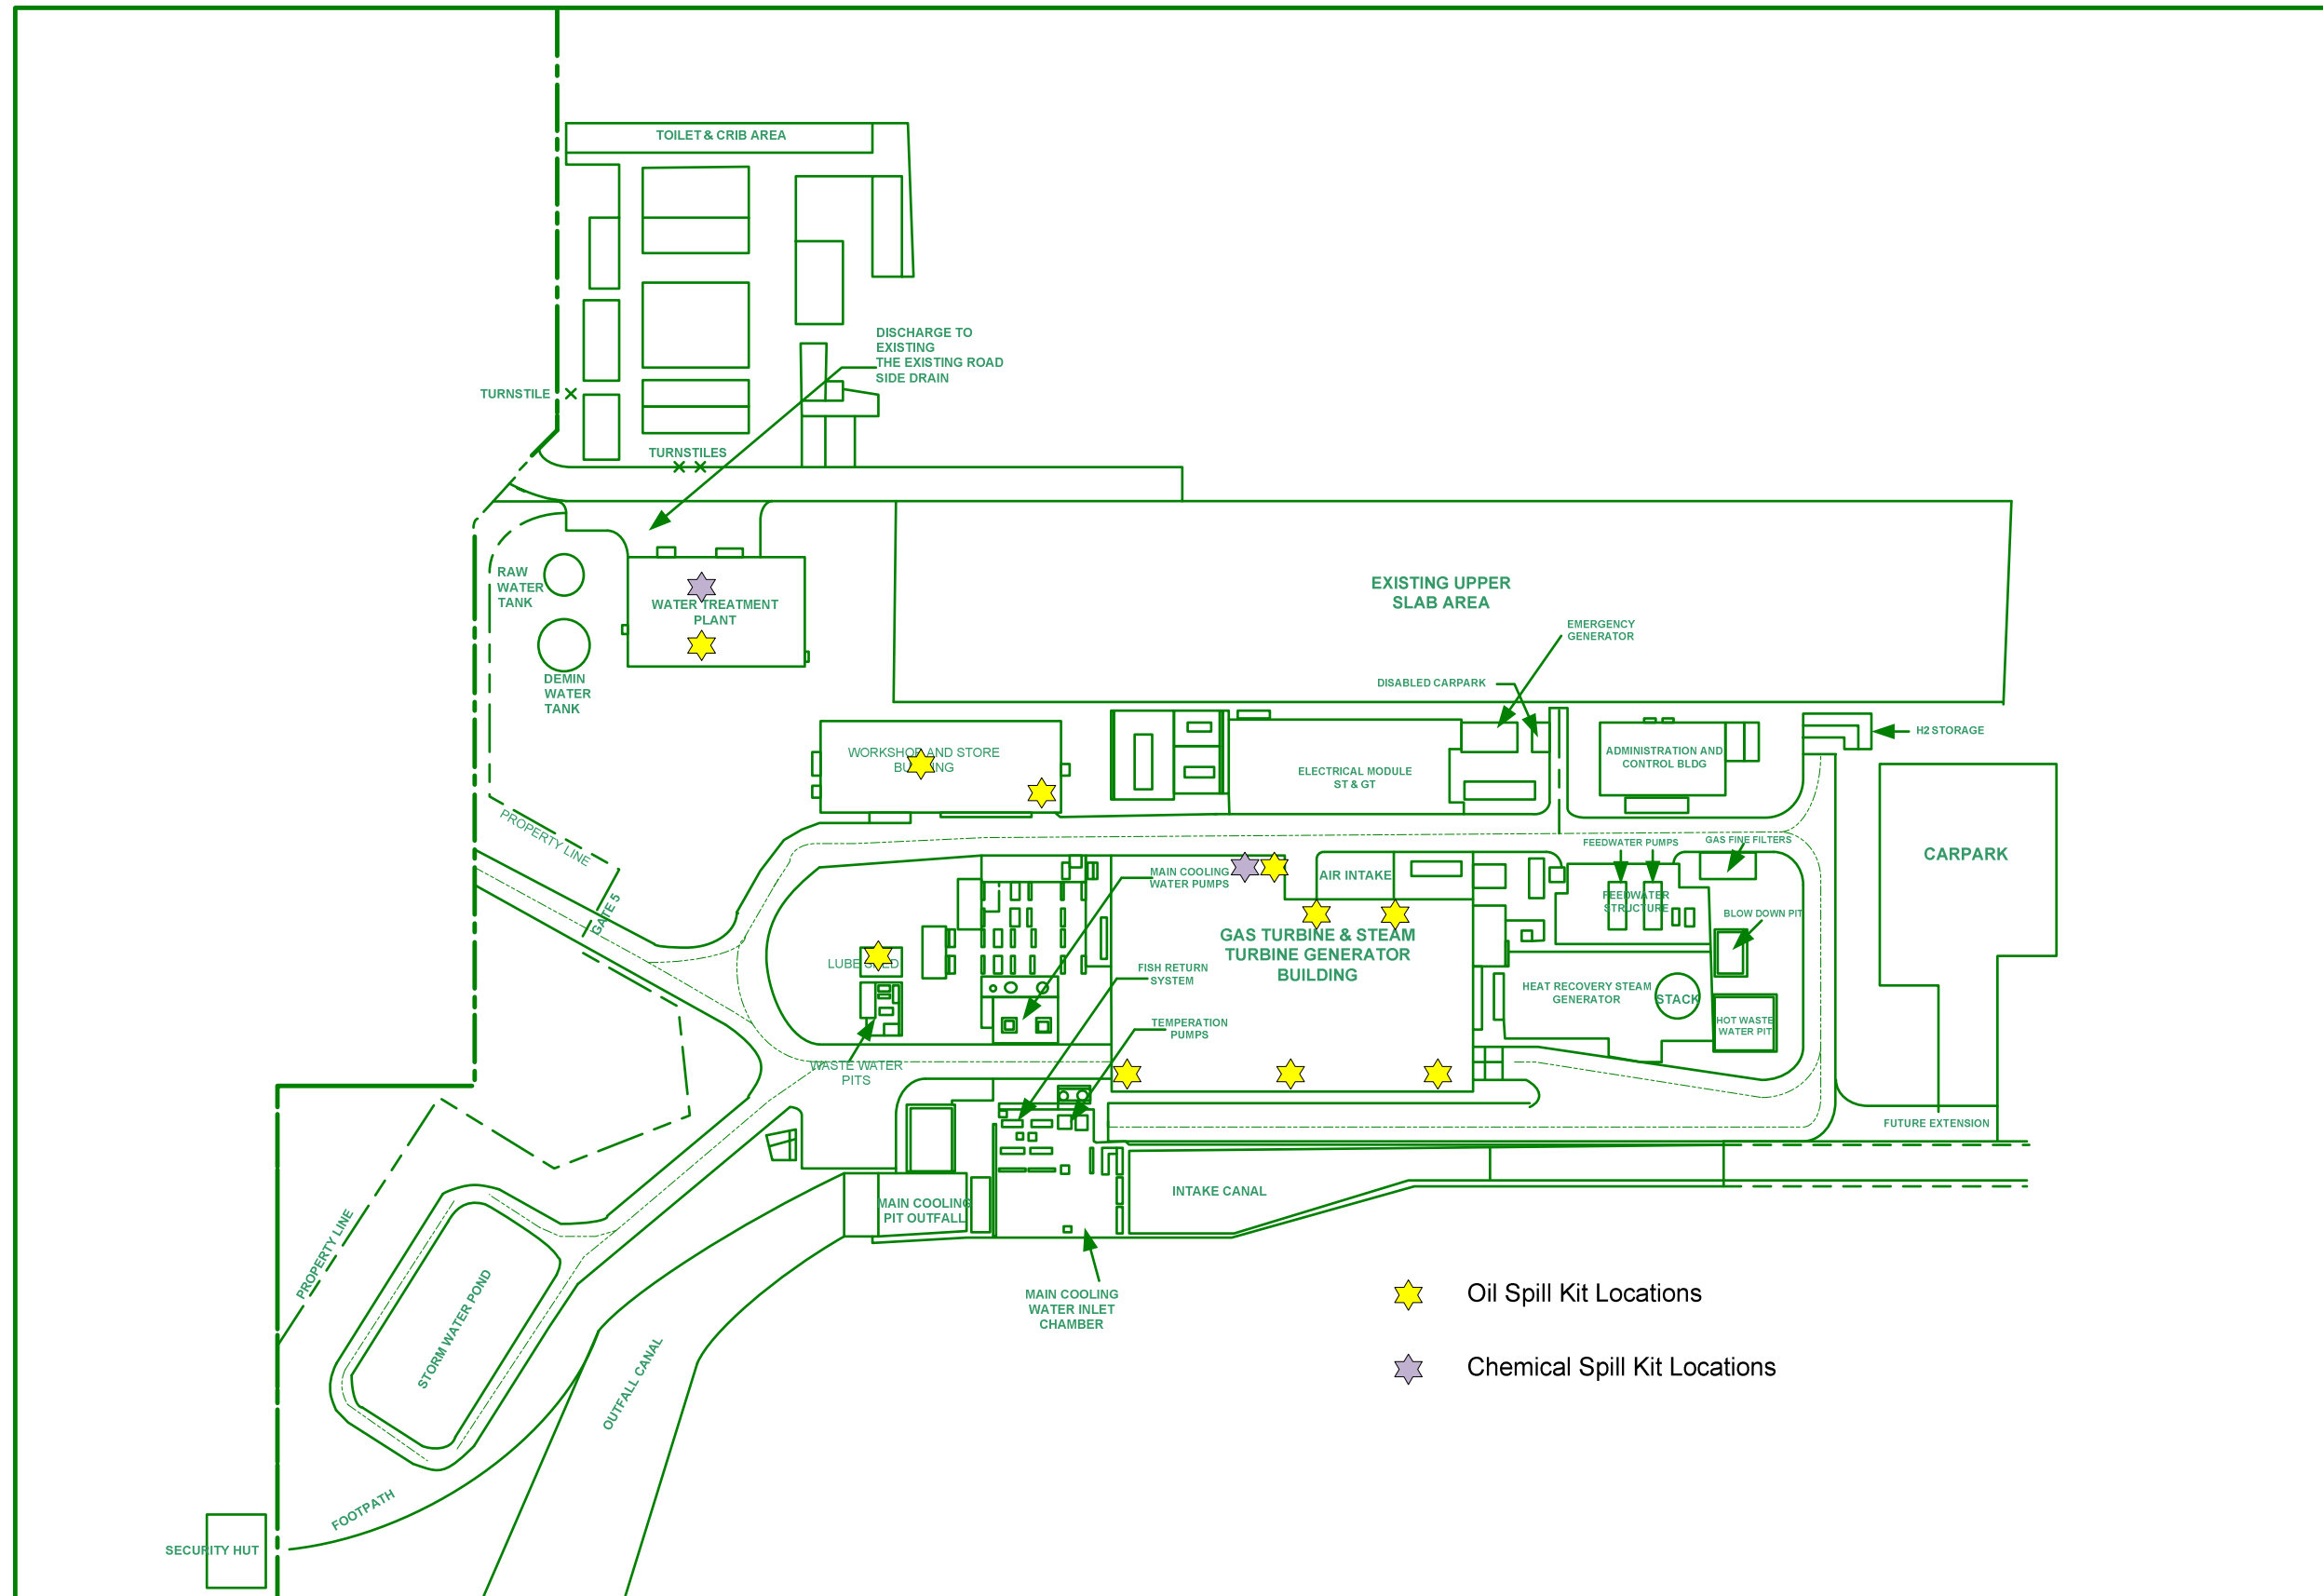 TOILET & CRIB AREA
DISCHARGE TO
EXISTING
THE EXISTING ROAD
SIDE DRAIN
TURNSTILE
TURNSTILES
RAW
WATER
TANK
WATER TREATMENT
PLANT
DEMIN
WATER
TANK
EXISTING UPPER
SLAB AREA
EMERGENCY
GENERATOR
DISABLED CARPARK
H2 STORAGE
WORKSHOP AND STORE
BUILDING
ELECTRICAL MODULE
ST & GT
ADMINISTRATION AND
CONTROL BLDG
PROPERTY LINE
GATE 5
FEEDWATER PUMPS
GAS FINE FILTERS
CARPARK
MAIN COOLING
WATER PUMPS
AIR INTAKE
FEEDWATER
STRUCTURE
BLOW DOWN PIT
GAS TURBINE & STEAM
TURBINE GENERATOR
BUILDING
LUBE SHED
FISH RETURN
SYSTEM
HEAT RECOVERY STEAM
GENERATOR
STACK
HOT WASTE
WATER PIT
TEMPERATION
PUMPS
WASTE WATER
PITS
FUTURE EXTENSION
MAIN COOLING
PIT OUTFALL
INTAKE CANAL
PROPERTY LINE
STORM WATER POND
MAIN COOLING
WATER INLET
CHAMBER
OUTFALL CANAL
Oil Spill Kit Locations
Chemical Spill Kit Locations
FOOTPATH
SECURITY HUT